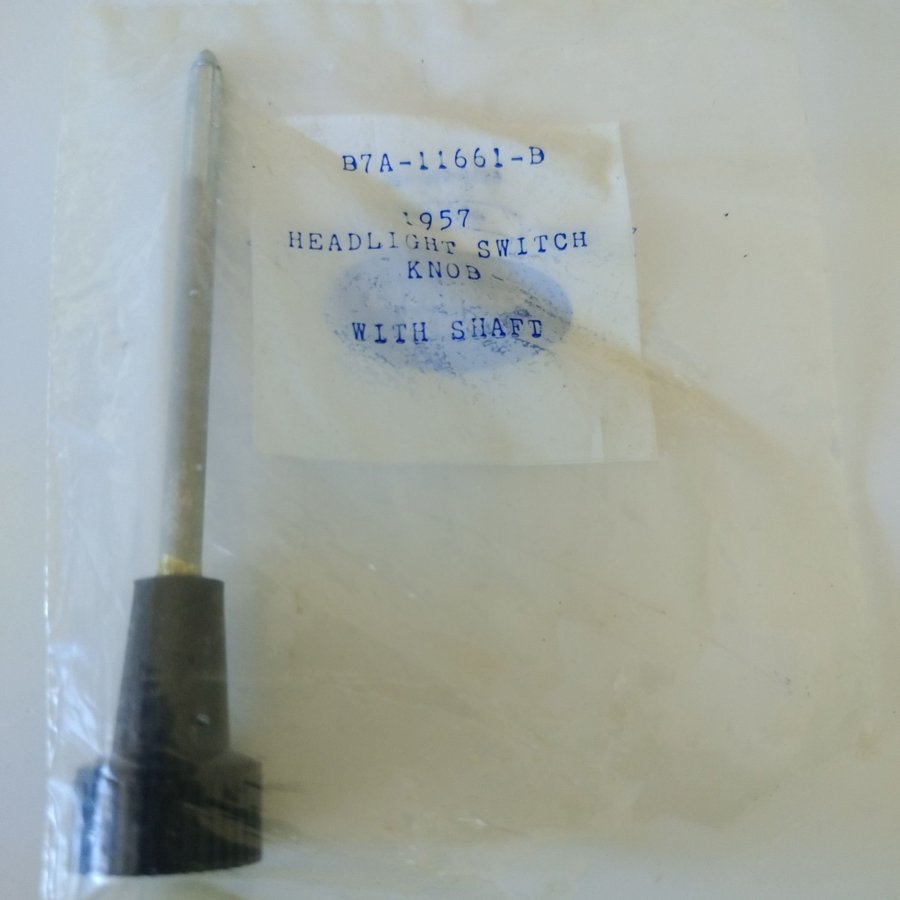 B7A-11661-B
1957
HEADLIGHT SWITCH
KNOB
WITH SHAFT